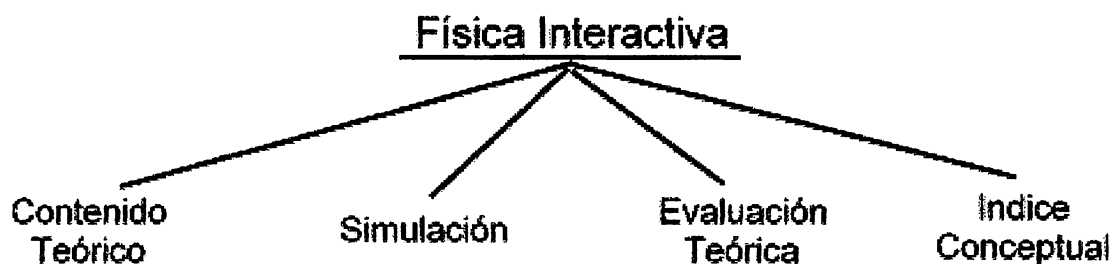 Física Interactiva
Contenido
Teórico
Simulación
Evaluación
Teórica
Indice
Conceptual